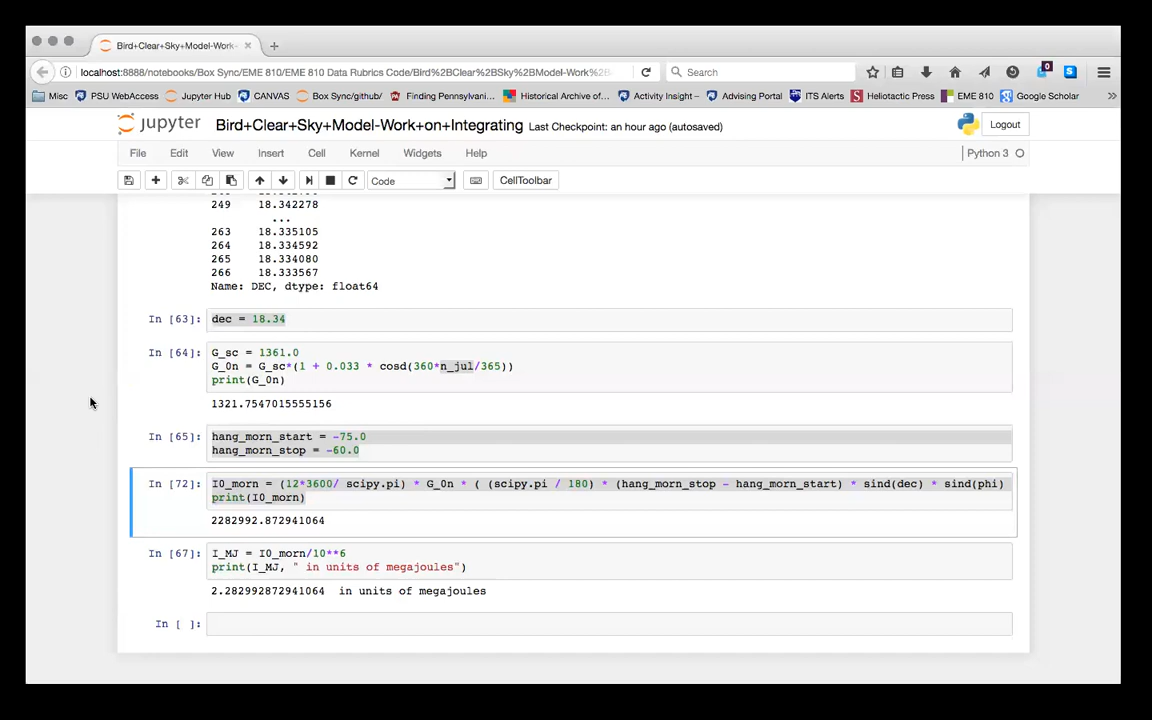 Bird+Clear+Sky+Model-Work-
localhost:8888/notebooks/Box Sync/EME 810/EME 810 Data Rubrics Code/Bird%2BClear%2BSky%2BModel-Work%2B
Search
0
Misc PSU WebAccess Jupyter Hub CANVAS Box Sync/github/ Finding Pennsylvani... Historical Archive of... Activity Insight – Advising Portal ITS Alerts Heliotactic Press EME 810 Google Scholar
jupyter Bird+Clear+Sky+Model-Work+on+Integrating Last Checkpoint: an hour ago (autosaved) Logout
File Edit View Insert Cell Kernel Widgets Help Python 3
Code CellToolbar
249 18.342278
...
263 18.335105
264 18.334592
265 18.334080
266 18.333567
Name: DEC, dtype: float64
In [63]: dec = 18.34
In [64]: G_sc = 1361.0
G_0n = G_sc*(1 + 0.033 * cosd(360*n_jul/365))
print(G_0n)
1321.7547015555156
In [65]: hang_morn_start = -75.0
hang_morn_stop = -60.0
In [72]: I0_morn = (12*3600/ scipy.pi) * G_0n * ( (scipy.pi / 180) * (hang_morn_stop - hang_morn_start) * sind(dec) * sind(phi)
print(I0_morn)
2282992.872941064
In [67]: I_MJ = I0_morn/10**6
print(I_MJ, " in units of megajoules")
2.282992872941064 in units of megajoules
In [ ]: